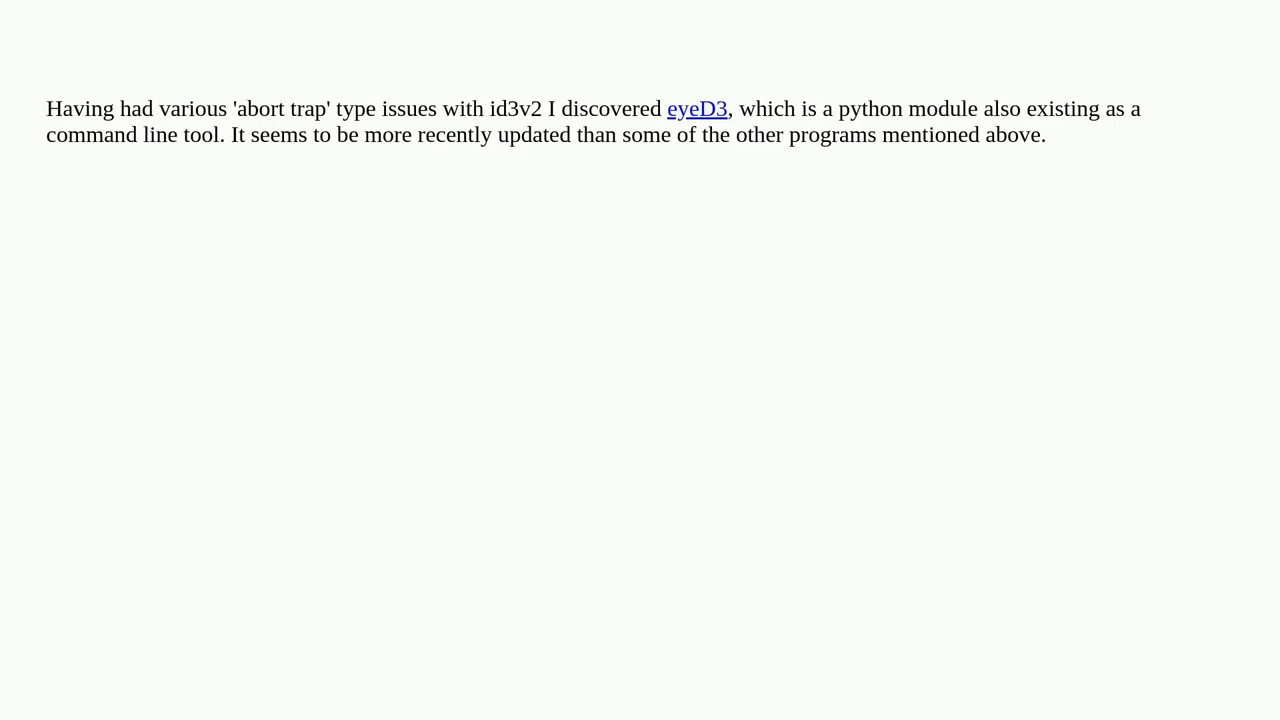 Having had various 'abort trap' type issues with id3v2 I discovered eyeD3, which is a python module also existing as a
command line tool. It seems to be more recently updated than some of the other programs mentioned above.